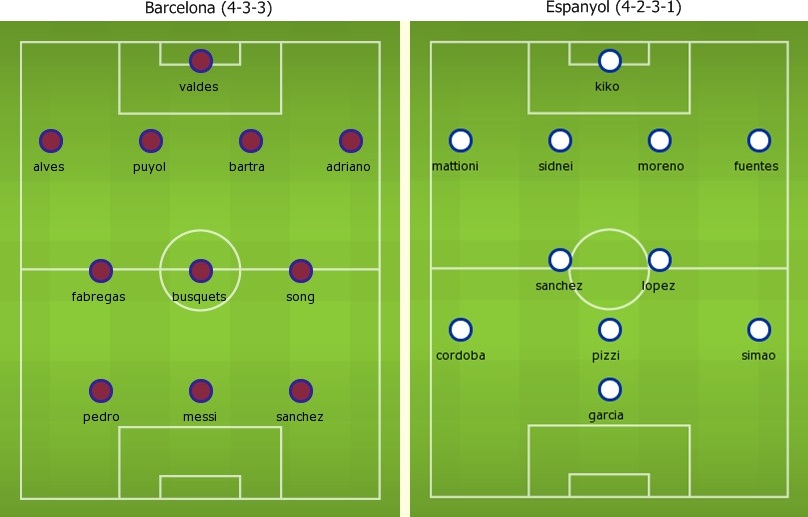 Barcelona (4-3-3)
valdes
alves puyol bartra adriano
fabregas busquets song
pedro messi sanchez
Espanyol (4-2-3-1)
kiko
mattioni sidnei moreno fuentes
sanchez lopez
cordoba pizzi simao
garcia